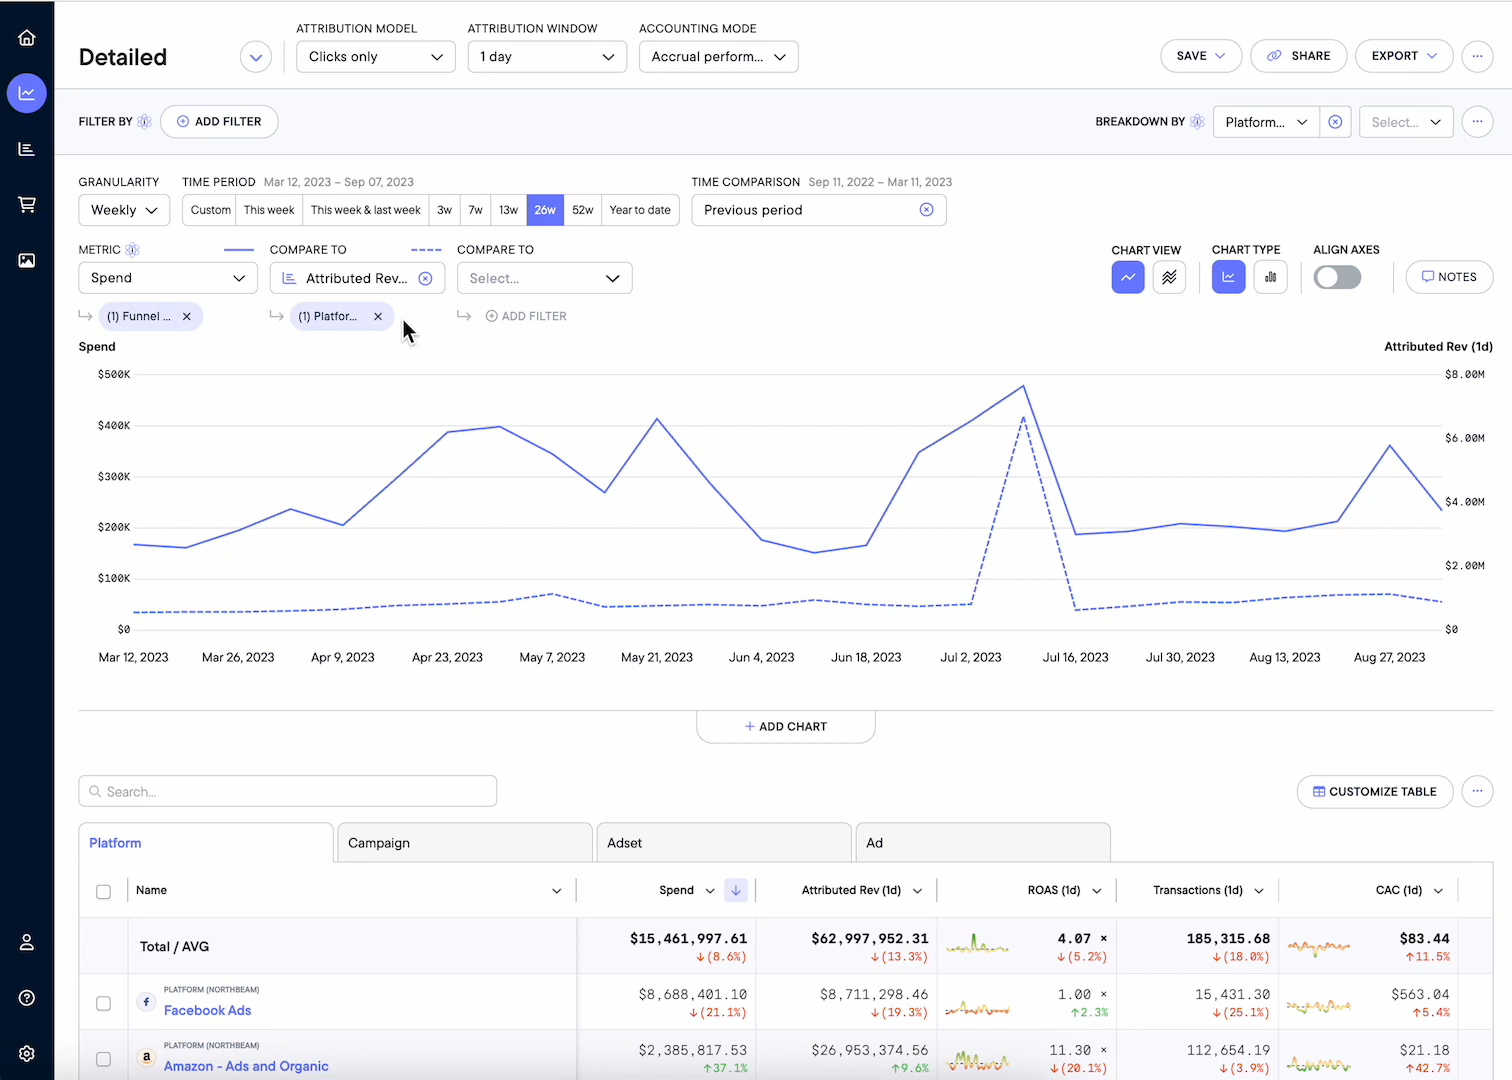 Detailed
ATTRIBUTION MODEL
Clicks only
ATTRIBUTION WINDOW
1 day
ACCOUNTING MODE
Accrual perform...
SAVE
SHARE
EXPORT
FILTER BY
ADD FILTER
BREAKDOWN BY
Platform...
Select...
GRANULARITY
Weekly
TIME PERIOD Mar 12, 2023 – Sep 07, 2023
Custom This week This week & last week 3w 7w 13w 26w 52w Year to date
TIME COMPARISON Sep 11, 2022 – Mar 11, 2023
Previous period
METRIC
Spend
(1) Funnel ...
COMPARE TO
Attributed Rev...
(1) Platfor...
COMPARE TO
Select...
ADD FILTER
CHART VIEW
CHART TYPE
ALIGN AXES
NOTES
Spend
Attributed Rev (1d)
$500K
$400K
$300K
$200K
$100K
$0
$8.00M
$6.00M
$4.00M
$2.00M
$0
Mar 12, 2023 Mar 26, 2023 Apr 9, 2023 Apr 23, 2023 May 7, 2023 May 21, 2023 Jun 4, 2023 Jun 18, 2023 Jul 2, 2023 Jul 16, 2023 Jul 30, 2023 Aug 13, 2023 Aug 27, 2023
+ ADD CHART
Search...
CUSTOMIZE TABLE
Platform Campaign Adset Ad
Name Spend Attributed Rev (1d) ROAS (1d) Transactions (1d) CAC (1d)
Total / AVG
$15,461,997.61 $62,997,952.31 4.07 × 185,315.68 $83.44
↓(8.6%) ↓(13.3%) ↓(5.2%) ↓(18.0%) ↑11.5%
PLATFORM (NORTHBEAM)
Facebook Ads
$8,688,401.10 $8,711,298.46 1.00 × 15,431.30 $563.04
↓(21.1%) ↓(19.3%) ↑2.3% ↓(25.1%) ↑5.4%
PLATFORM (NORTHBEAM)
Amazon - Ads and Organic
$2,385,817.53 $26,953,374.56 11.30 × 112,654.19 $21.18
↑37.1% ↑9.6% ↓(20.1%) ↓(3.9%) ↑42.7%